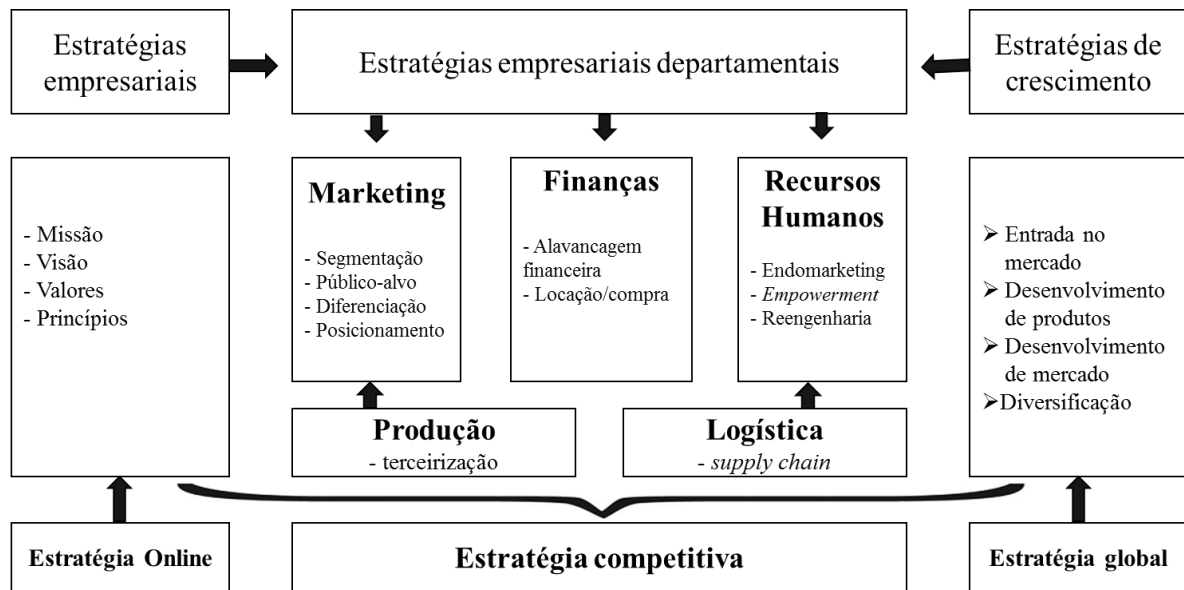 Estratégias
empresariais
Estratégias empresariais departamentais
Estratégias de
crescimento
- Missão
- Visão
- Valores
- Princípios
Marketing
- Segmentação
- Público-alvo
- Diferenciação
- Posicionamento
Finanças
- Alavancagem
financeira
- Locação/compra
Recursos
Humanos
- Endomarketing
- Empowerment
- Reengenharia
➢ Entrada no
mercado
➢ Desenvolvimento
de produtos
➢ Desenvolvimento
de mercado
➢Diversificação
Produção
- terceirização
Logística
- supply chain
Estratégia Online
Estratégia competitiva
Estratégia global